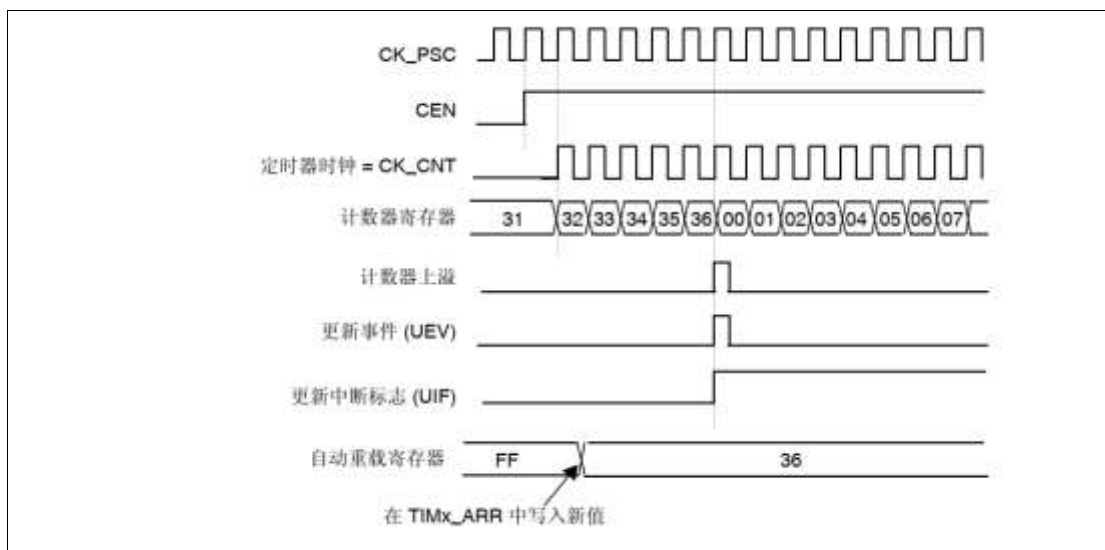 CK_PSC
CEN
定时器时钟 = CK_CNT
计数器寄存器 31 32 33 34 35 36 00 01 02 03 04 05 06 07
计数器上溢
更新事件 (UEV)
更新中断标志 (UIF)
自动重载寄存器 FF 36
在 TIMx_ARR 中写入新值